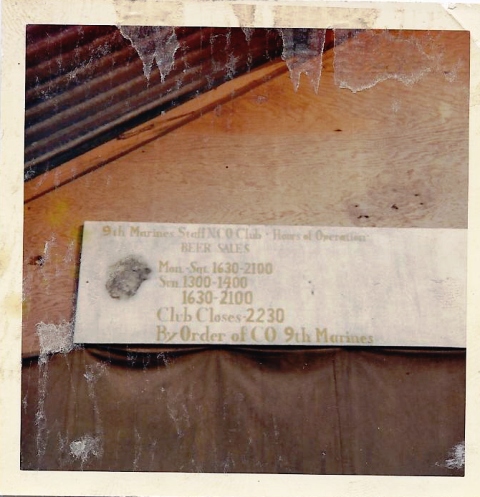 9th Marines Staff N.C.O Club - Hours of Operation
BEER SALES
Mon.-Sat. 1630-2100
Sun. 1300-1400
1630-2100
Club Closes 2230
By Order of CO 9th Marines